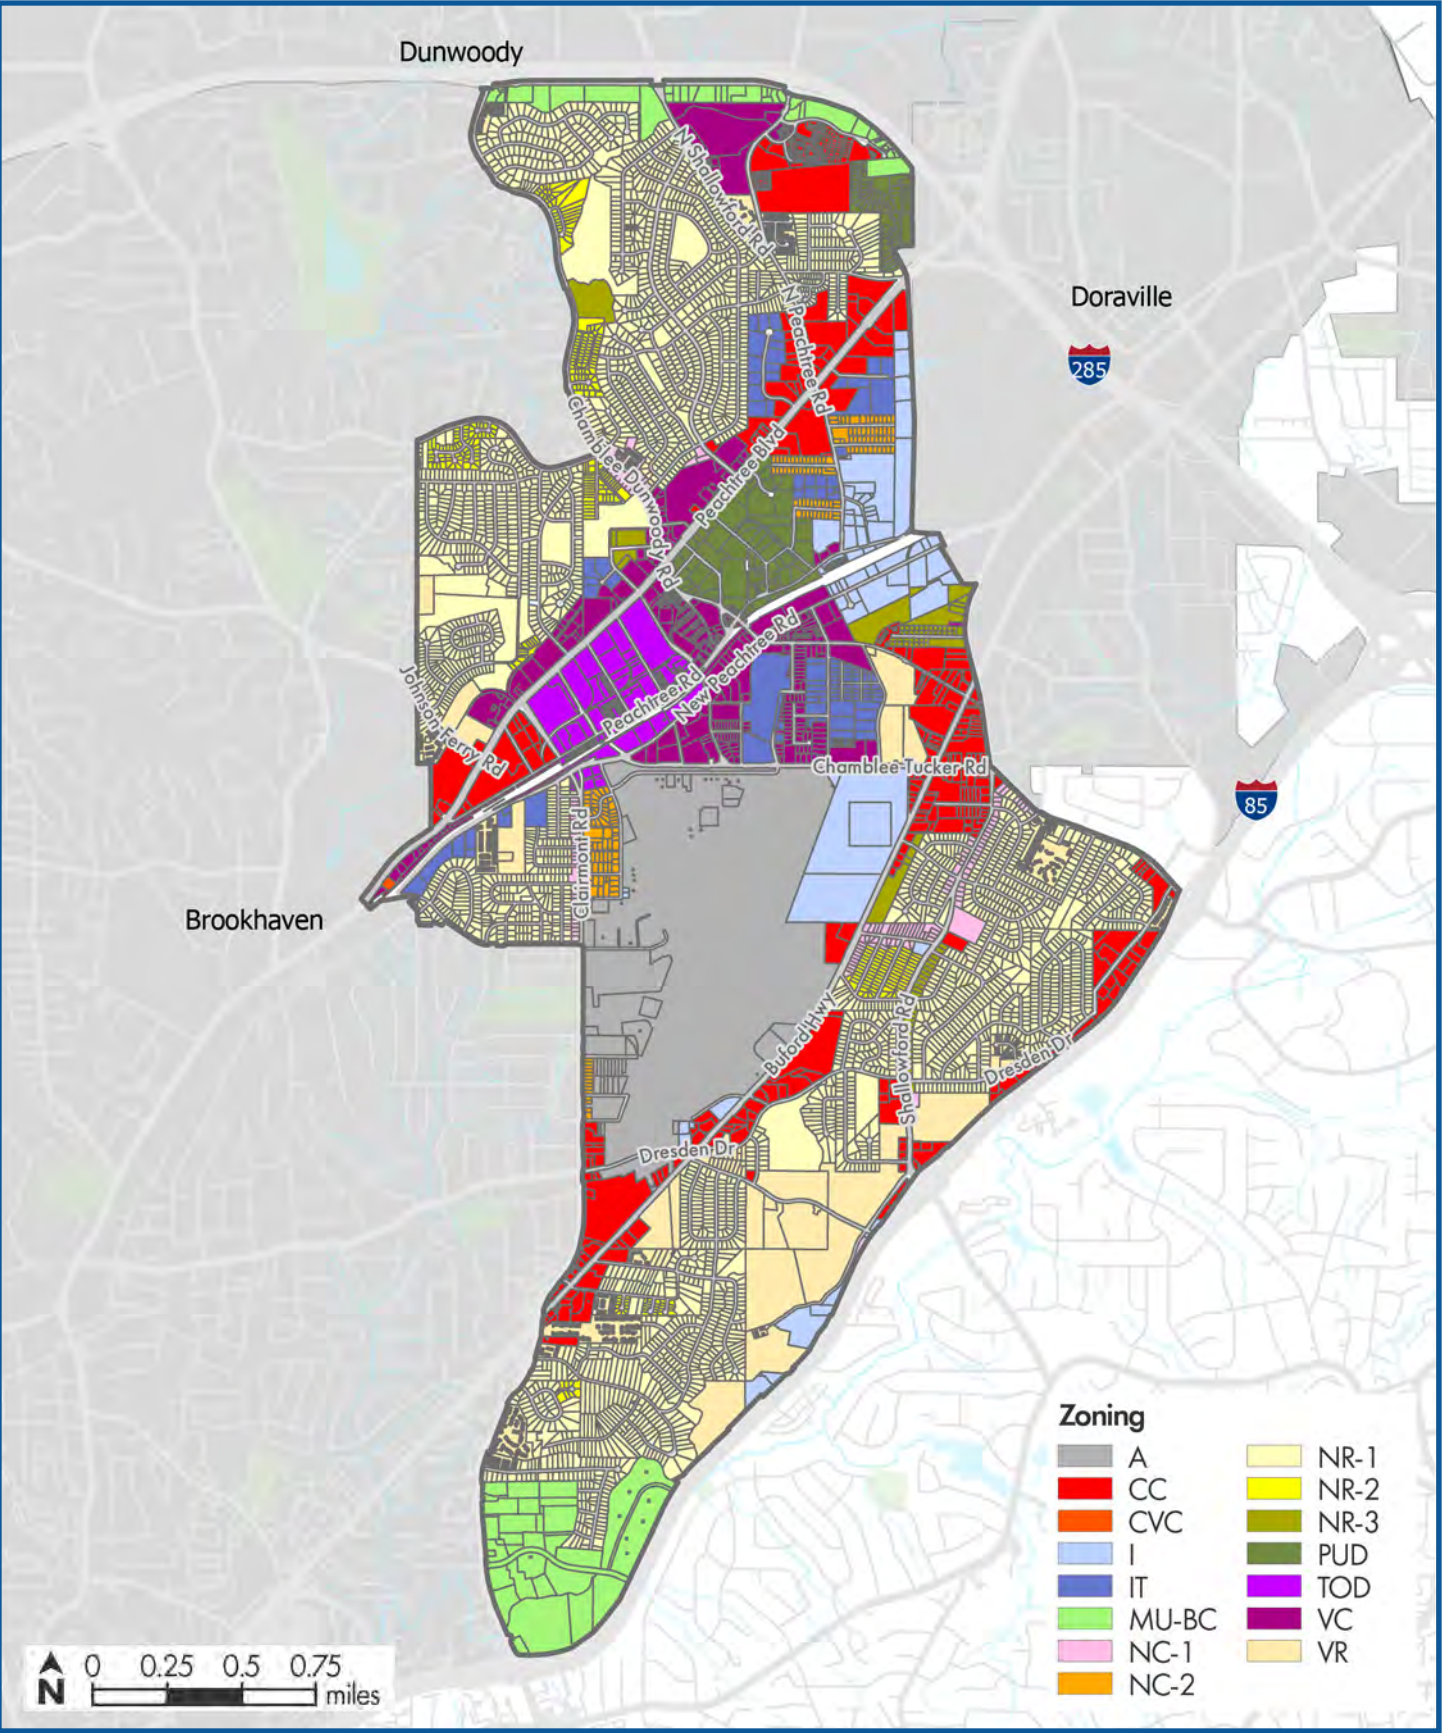 Dunwoody
N Shallowford Rd
Doraville
285
N Peachtree Rd
Chamblee Dunwoody Rd
Peachtree Blvd
Johnson Ferry Rd
Peachtree Rd
New Peachtree Rd
Chamblee-Tucker Rd
85
Clairmont Rd
Brookhaven
Buford Hwy
Shallowford Rd
Dresden Dr
Dresden Dr
Zoning
A
CC
CVC
I
IT
MU-BC
NC-1
NC-2
NR-1
NR-2
NR-3
PUD
TOD
VC
VR
N
0 0.25 0.5 0.75
miles